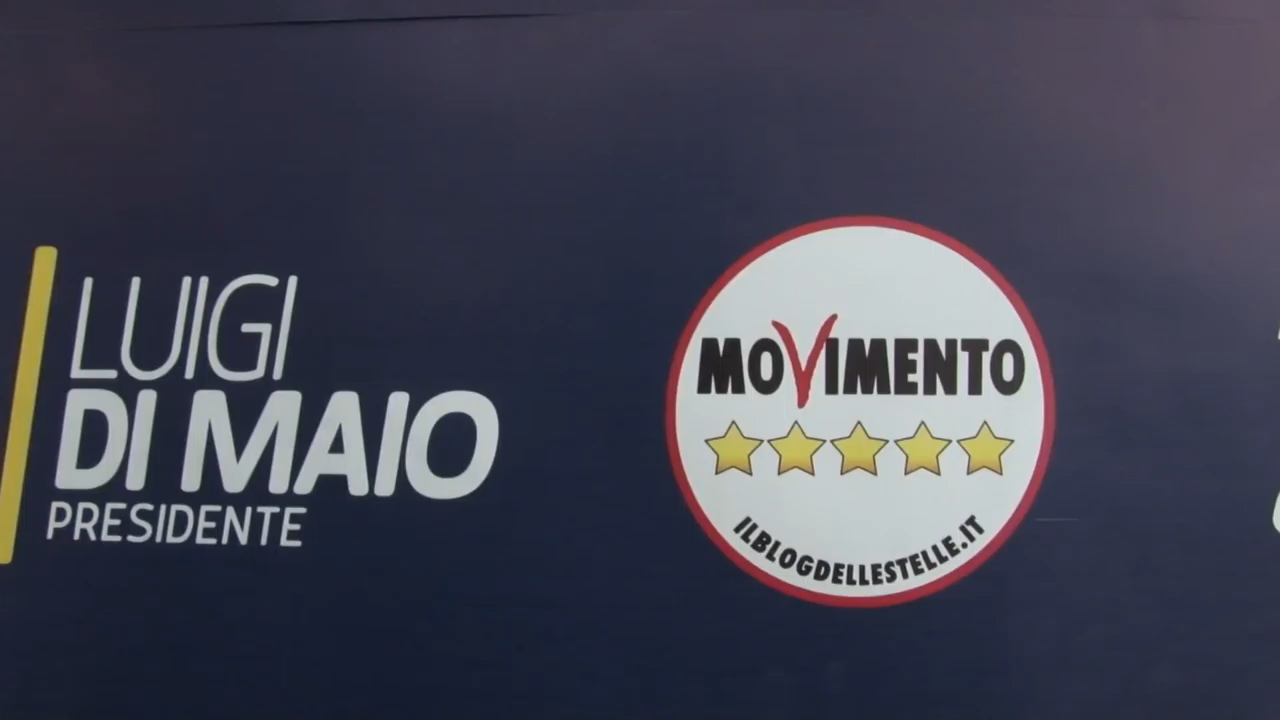 LUIGI
DI MAIO
PRESIDENTE
MOVIMENTO
ILBLOGDELLESTELLE.IT